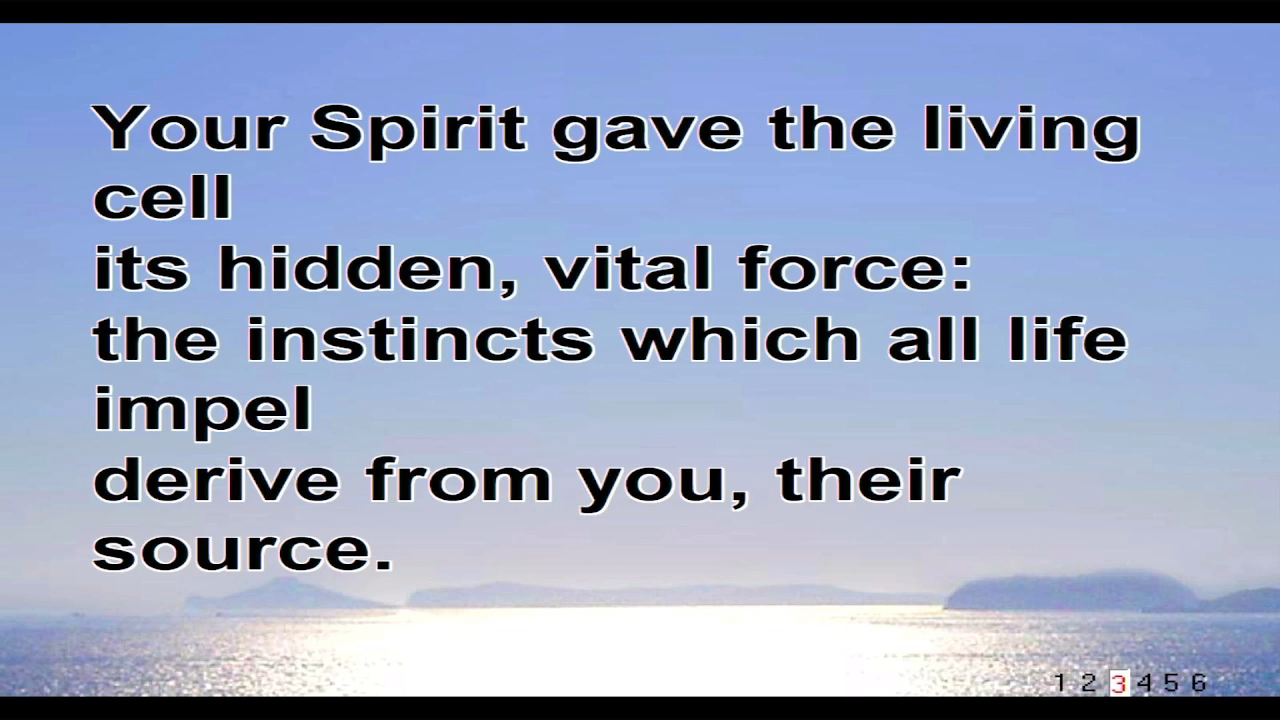 Your Spirit gave the living
cell
its hidden, vital force:
the instincts which all life
impel
derive from you, their
source.
1 2 3 4 5 6